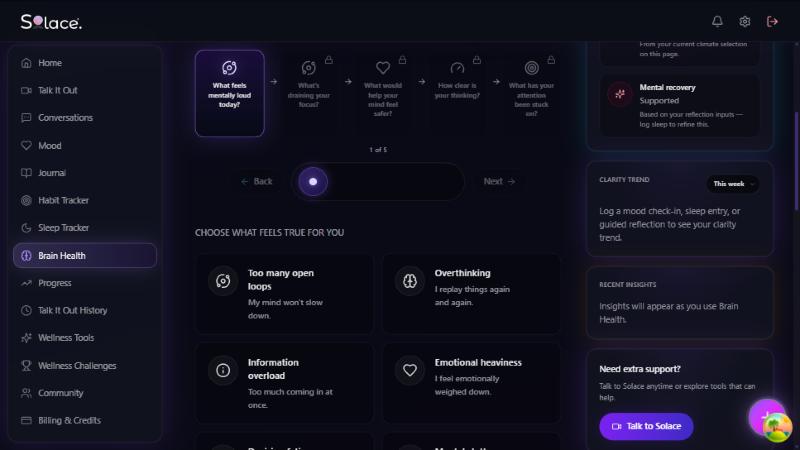 Solace.
Home
Talk It Out
Conversations
Mood
Journal
Habit Tracker
Sleep Tracker
Brain Health
Progress
Talk It Out History
Wellness Tools
Wellness Challenges
Community
Billing & Credits
What feels
mentally loud
today?
What's
draining your
focus?
What would
help your
mind feel
safer?
How clear is
your thinking?
What has your
attention
been stuck
on?
1 of 5
Back
Next
CHOOSE WHAT FEELS TRUE FOR YOU
Too many open
loops
My mind won't slow
down.
Overthinking
I replay things again
and again.
Information
overload
Too much coming in at
once.
Emotional heaviness
I feel emotionally
weighed down.
From your current climate selection
on this page.
Mental recovery
Supported
Based on your reflection inputs —
log sleep to refine this.
CLARITY TREND
This week
Log a mood check-in, sleep entry, or
guided reflection to see your clarity
trend.
RECENT INSIGHTS
Insights will appear as you use Brain
Health.
Need extra support?
Talk to Solace anytime or explore tools that can
help.
Talk to Solace